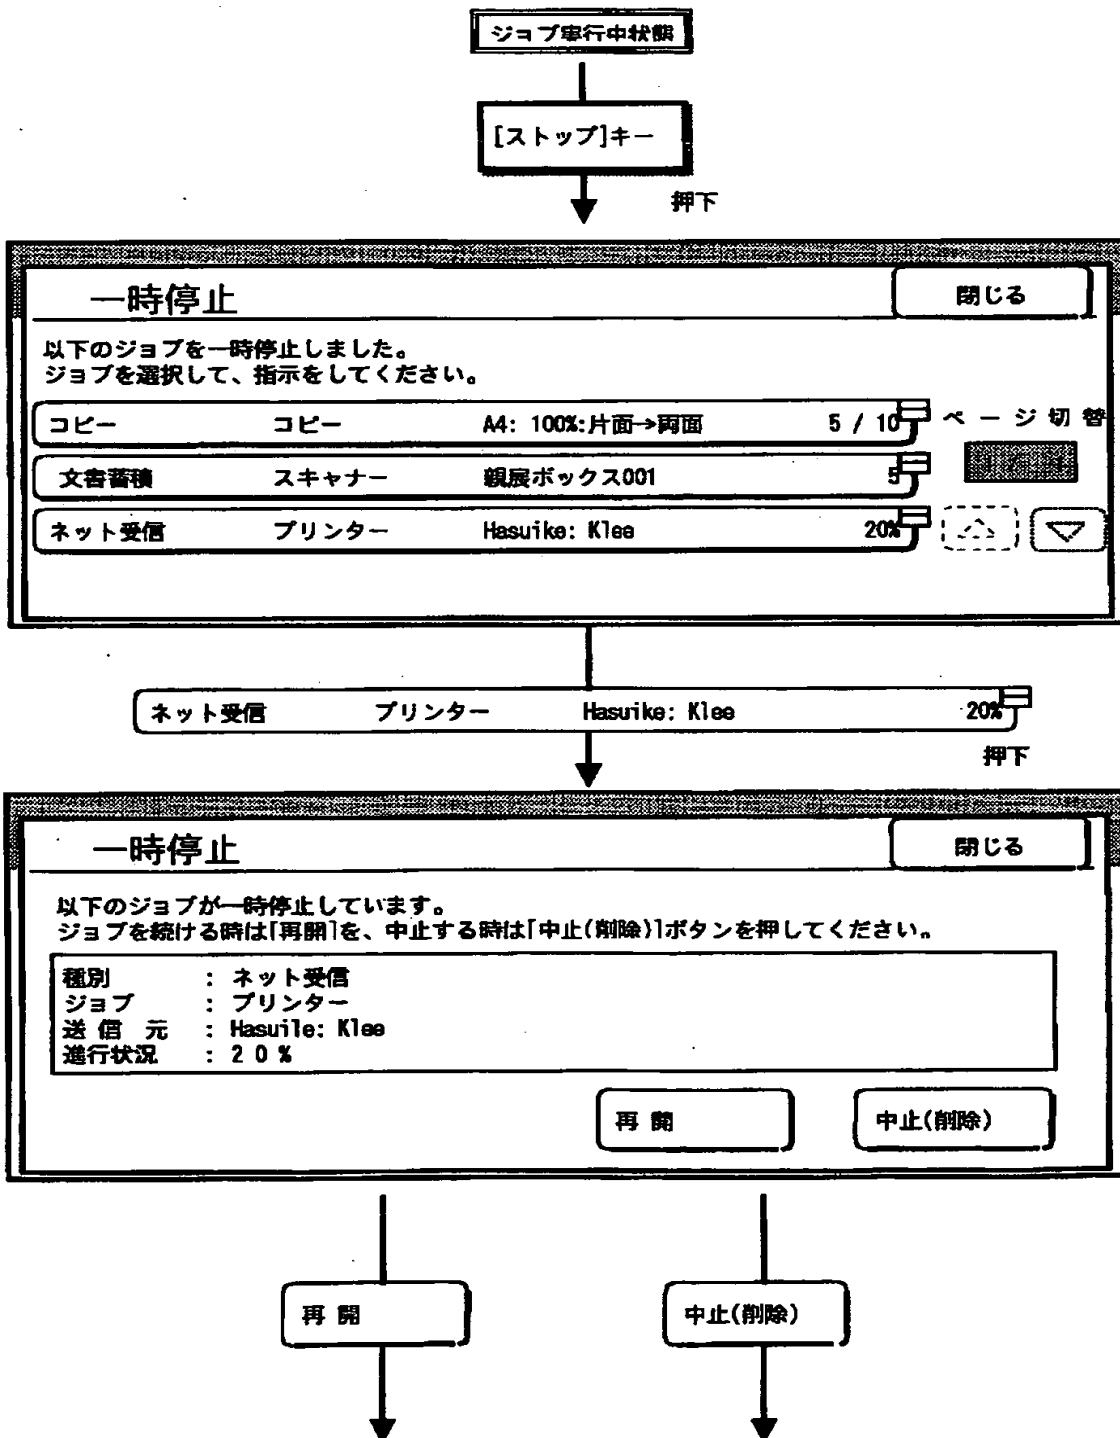 ジョブ実行中状態
[ストップ]キー
押下
一時停止
閉じる
以下のジョブを一時停止しました。
ジョブを選択して、指示をしてください。
コピー コピー A4: 100%:片面→両面 5 / 10
ページ切替
文書蓄積 スキャナー 親展ボックス001 5
ネット受信 プリンター Hasuike: Klee 20%
ネット受信 プリンター Hasuike: Klee 20%
押下
一時停止
閉じる
以下のジョブが一時停止しています。
ジョブを続ける時は「再開」を、中止する時は「中止(削除)」ボタンを押してください。
種別 : ネット受信
ジョブ : プリンター
送 信 元 : Hasuile: Klee
進行状況 : 2 0 %
再 開
中止(削除)
再 開
中止(削除)